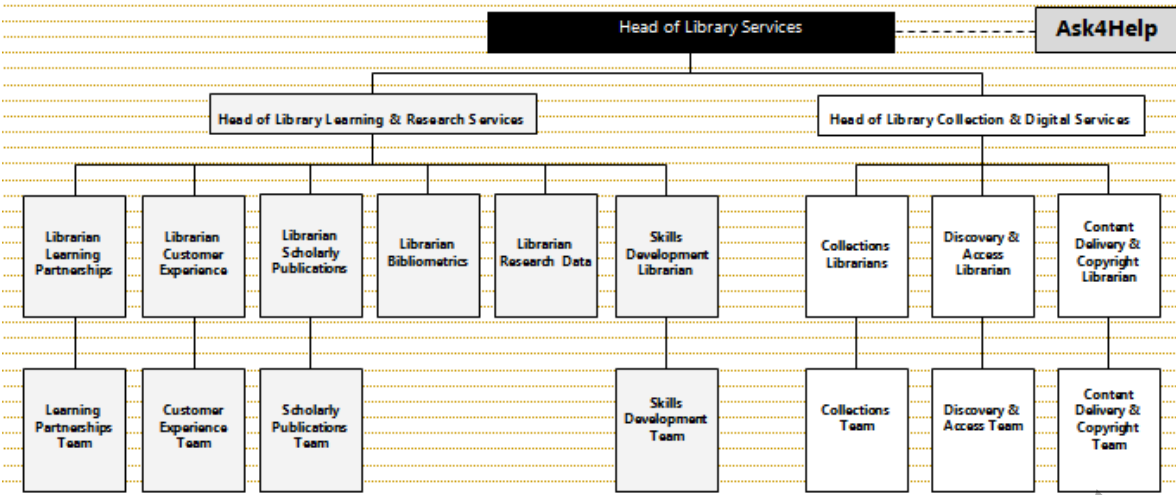 Head of Library Services
Ask4Help
Head of Library Learning & Research Services
Head of Library Collection & Digital Services
Librarian
Learning
Partnerships
Librarian
Customer
Experience
Librarian
Scholarly
Publications
Librarian
Bibliometrics
Librarian
Research Data
Skills
Development
Librarian
Collections
Librarians
Discovery &
Access
Librarian
Content
Delivery &
Copyright
Librarian
Learning
Partnerships
Team
Customer
Experience
Team
Scholarly
Publications
Team
Skills
Development
Team
Collections
Team
Discovery &
Access Team
Content
Delivery &
Copyright
Team